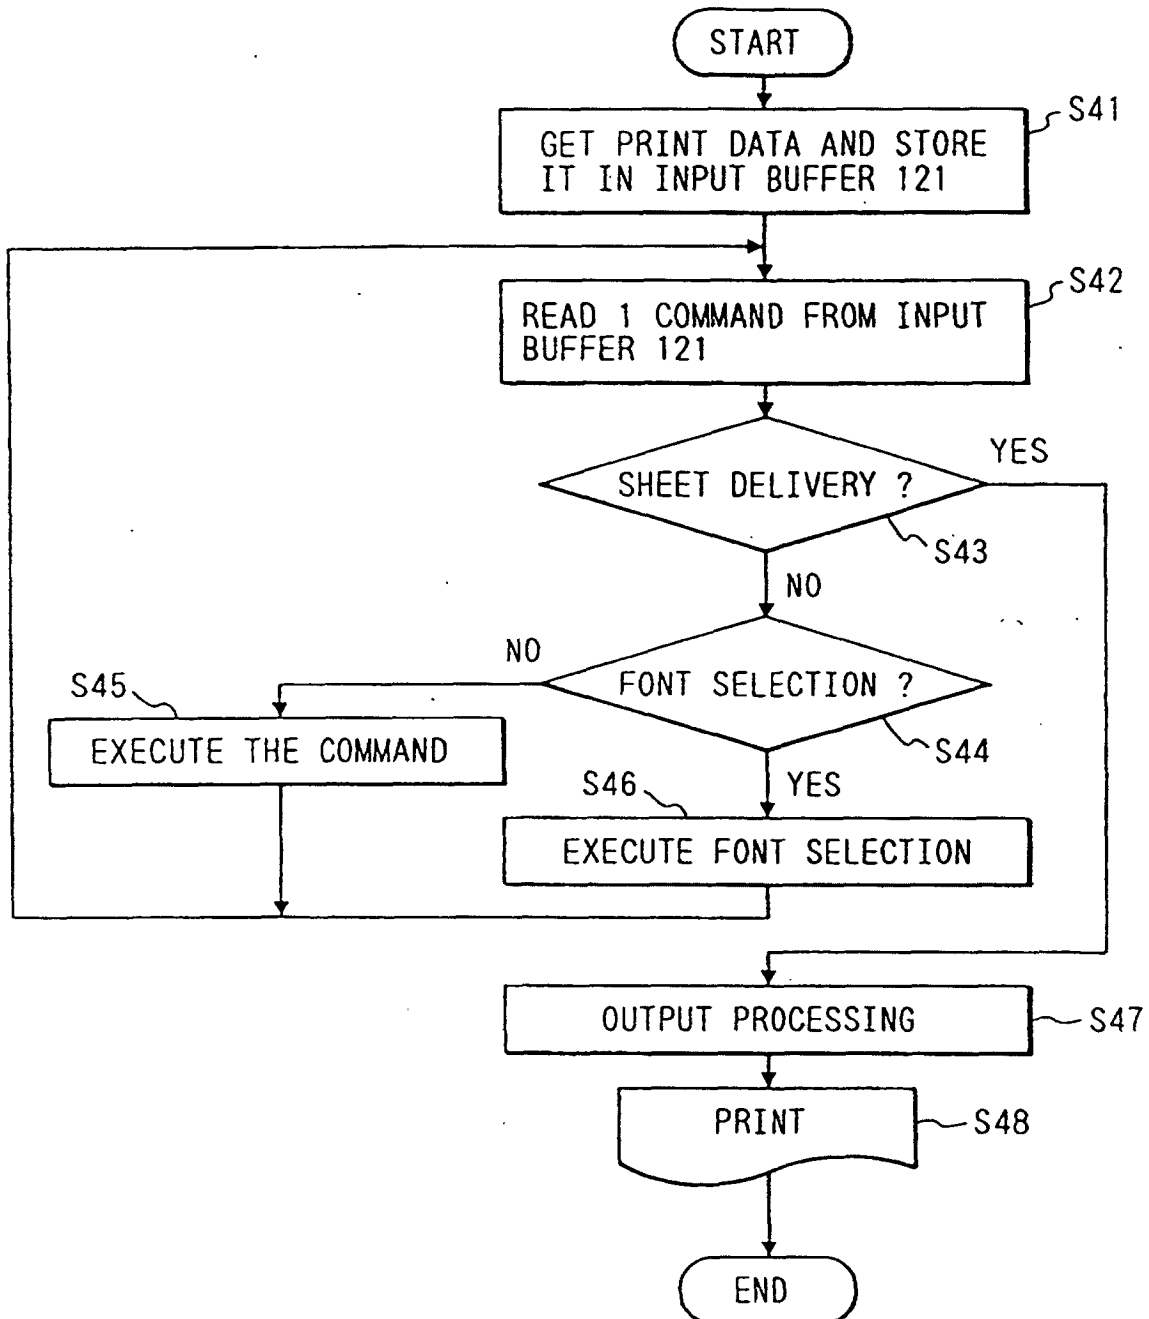 START
S41
GET PRINT DATA AND STORE
IT IN INPUT BUFFER 121
S42
READ 1 COMMAND FROM INPUT
BUFFER 121
YES
SHEET DELIVERY ?
S43
NO
NO
FONT SELECTION ?
S45
S44
EXECUTE THE COMMAND
YES
S46
EXECUTE FONT SELECTION
OUTPUT PROCESSING
S47
PRINT
S48
END